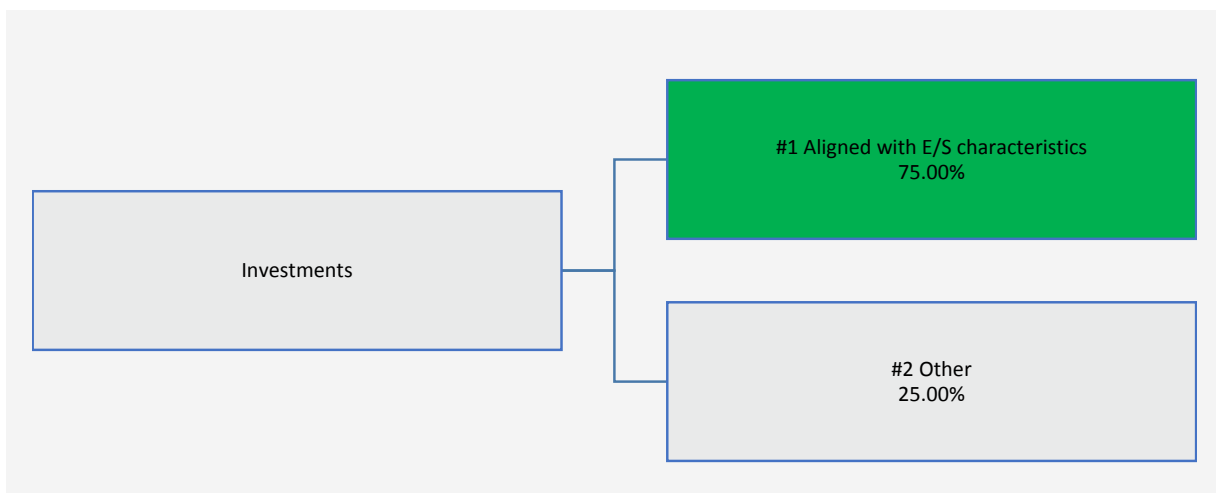 Investments
#1 Aligned with E/S characteristics
75.00%
#2 Other
25.00%